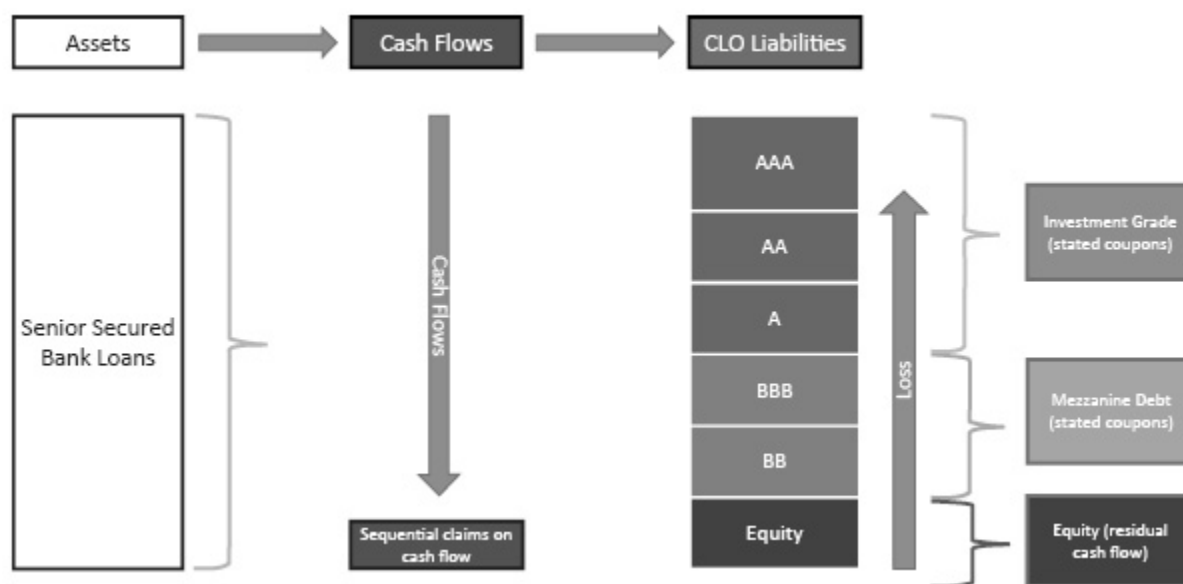 Assets
Cash Flows
CLO Liabilities
Senior Secured
Bank Loans
Cash Flows
Sequential claims on
cash flow
AAA
AA
A
BBB
BB
Equity
Loss
Investment Grade
(stated coupons)
Mezzanine Debt
(stated coupons)
Equity (residual
cash flow)